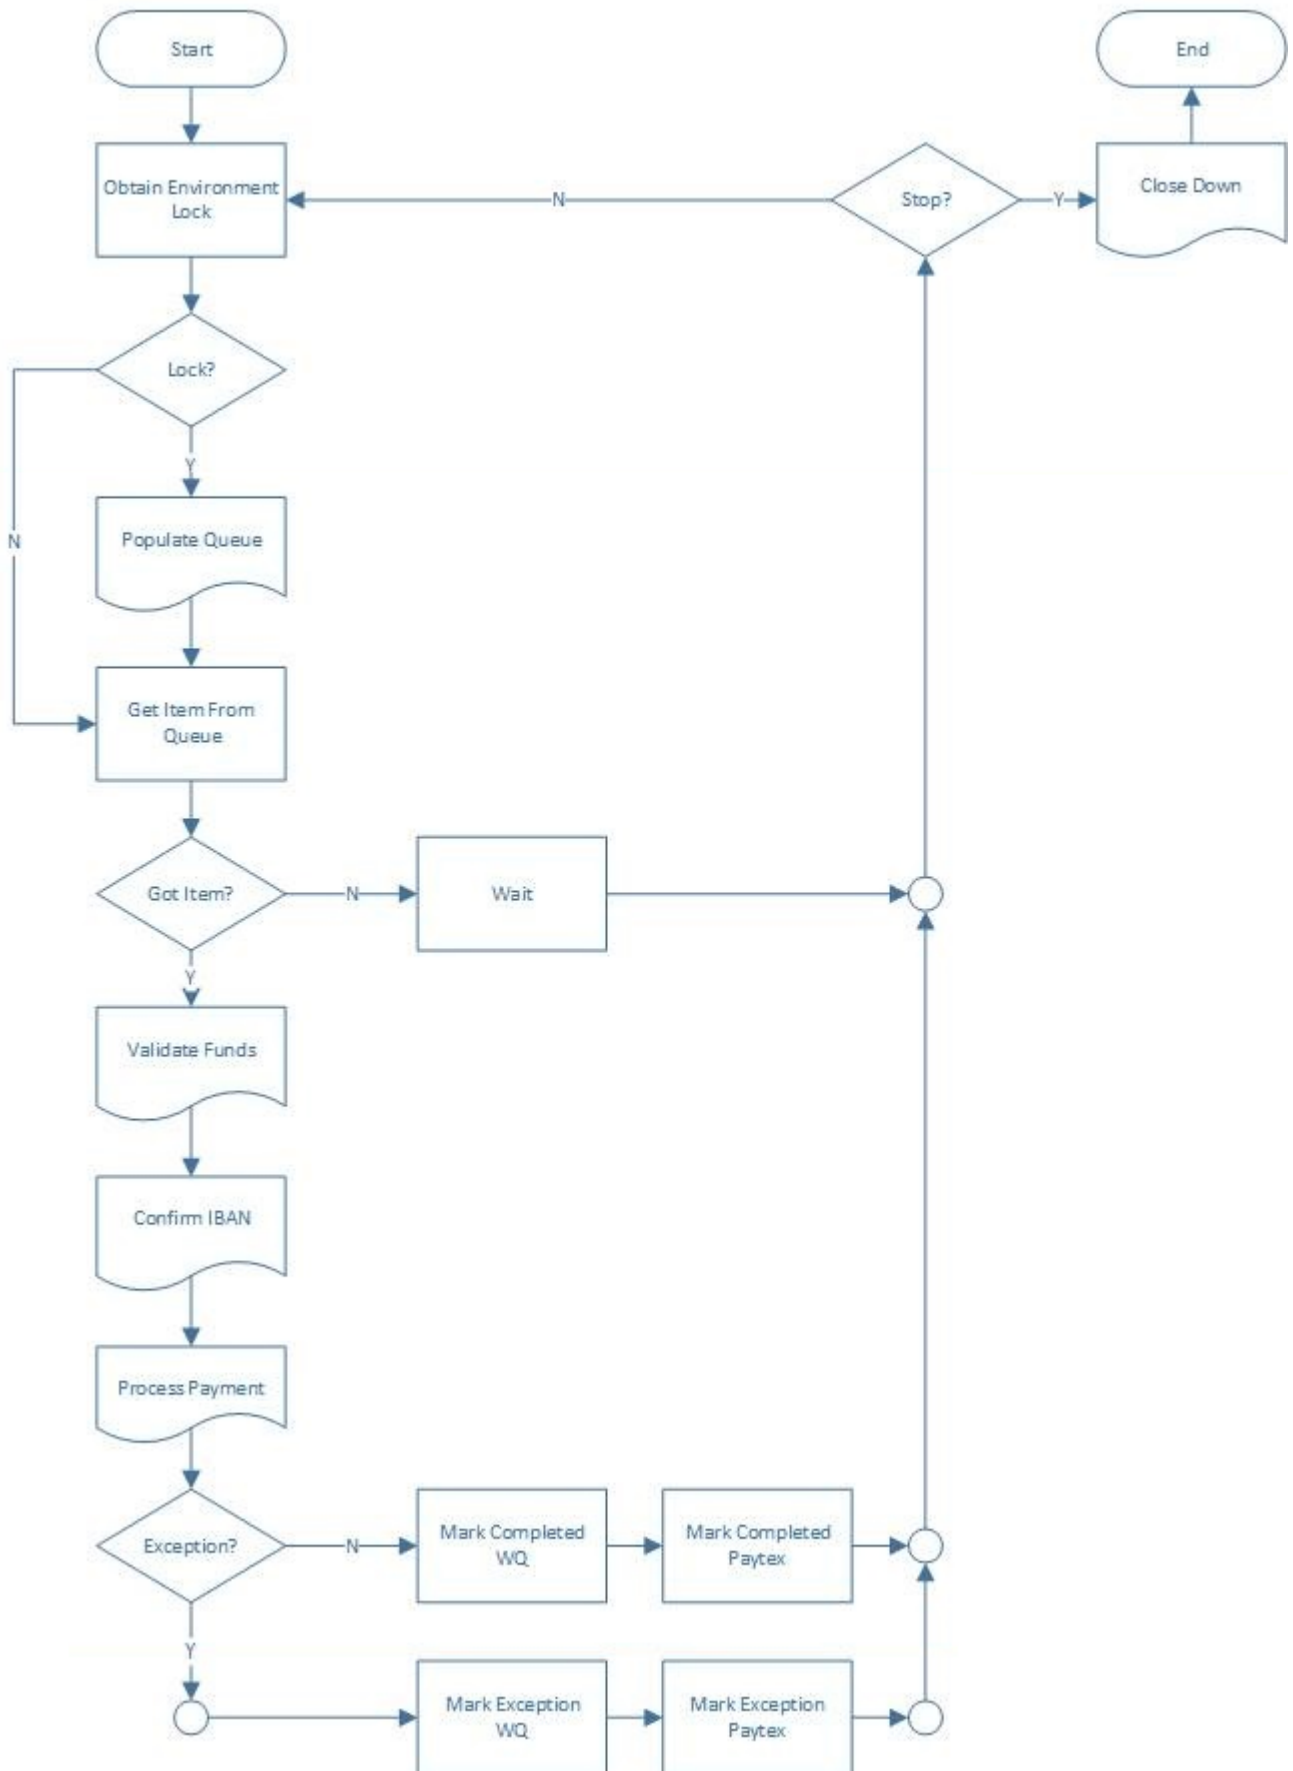 Start
End
Obtain Environment
Lock
N
Stop?
Y
Close Down
Lock?
Y
N
Populate Queue
Get Item From
Queue
Got Item?
N
Wait
Y
Validate Funds
Confirm IBAN
Process Payment
Exception?
N
Mark Completed
WQ
Mark Completed
Paytex
Y
Mark Exception
WQ
Mark Exception
Paytex